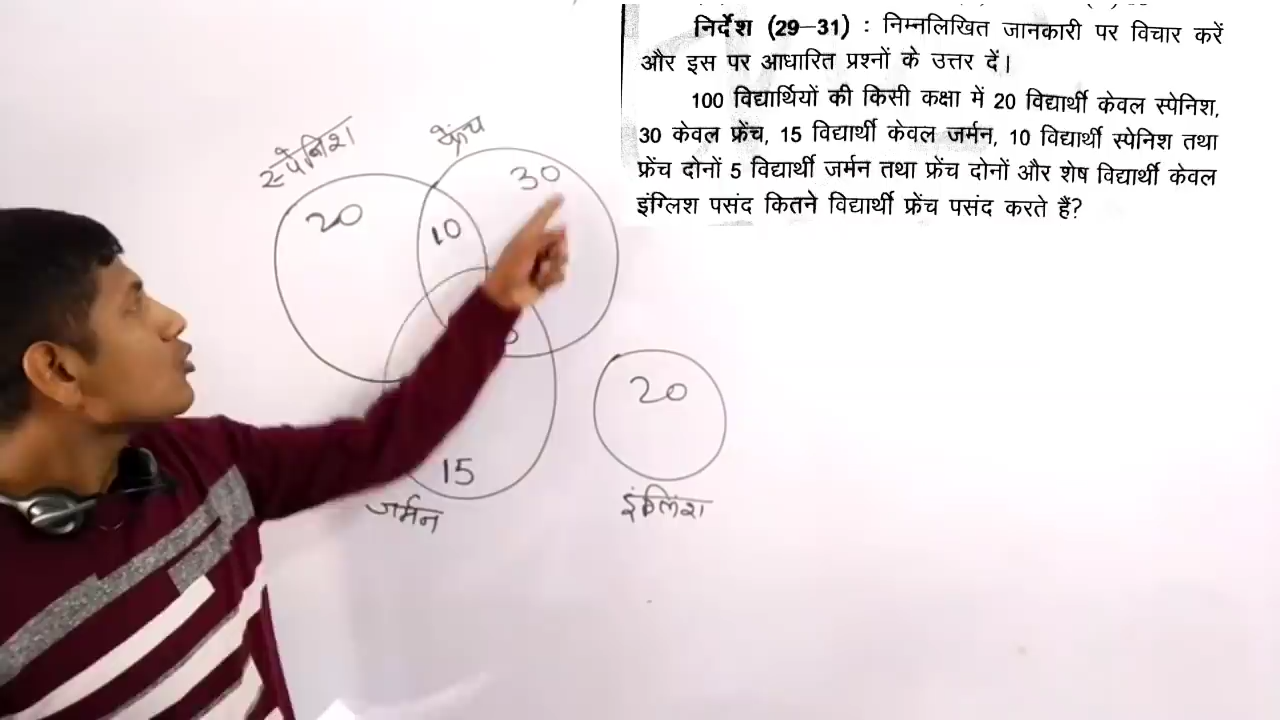 निर्देश (29–31) : निम्नलिखित जानकारी पर विचार करें
और इस पर आधारित प्रश्नों के उत्तर दें।
100 विद्यार्थियों की किसी कक्षा में 20 विद्यार्थी केवल स्पेनिश,
30 केवल फ्रेंच, 15 विद्यार्थी केवल जर्मन, 10 विद्यार्थी स्पेनिश तथा
फ्रेंच दोनों 5 विद्यार्थी जर्मन तथा फ्रेंच दोनों और शेष विद्यार्थी केवल
इंग्लिश पसंद कितने विद्यार्थी फ्रेंच पसंद करते हैं?
स्पेनिश
फ्रेंच
20
10
30
20
15
जर्मन
इंग्लिश